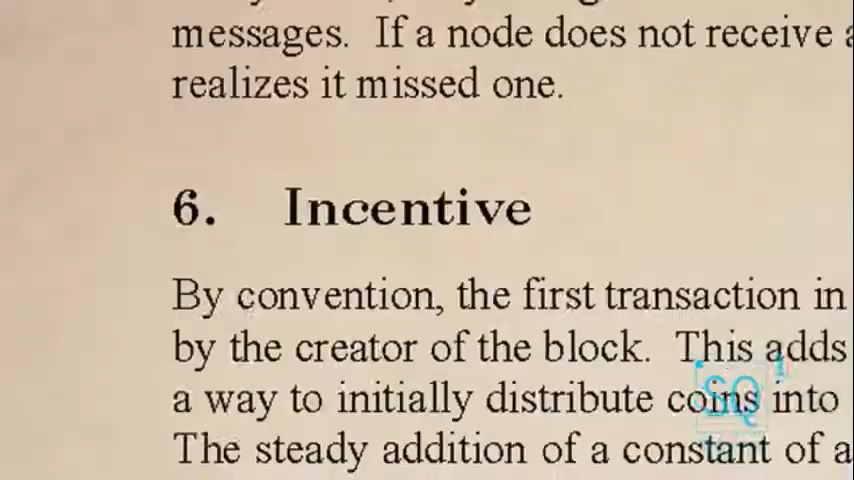 messages. If a node does not receive a
realizes it missed one.
6. Incentive
By convention, the first transaction in
by the creator of the block. This adds
a way to initially distribute coins into
The steady addition of a constant of a
SQ1